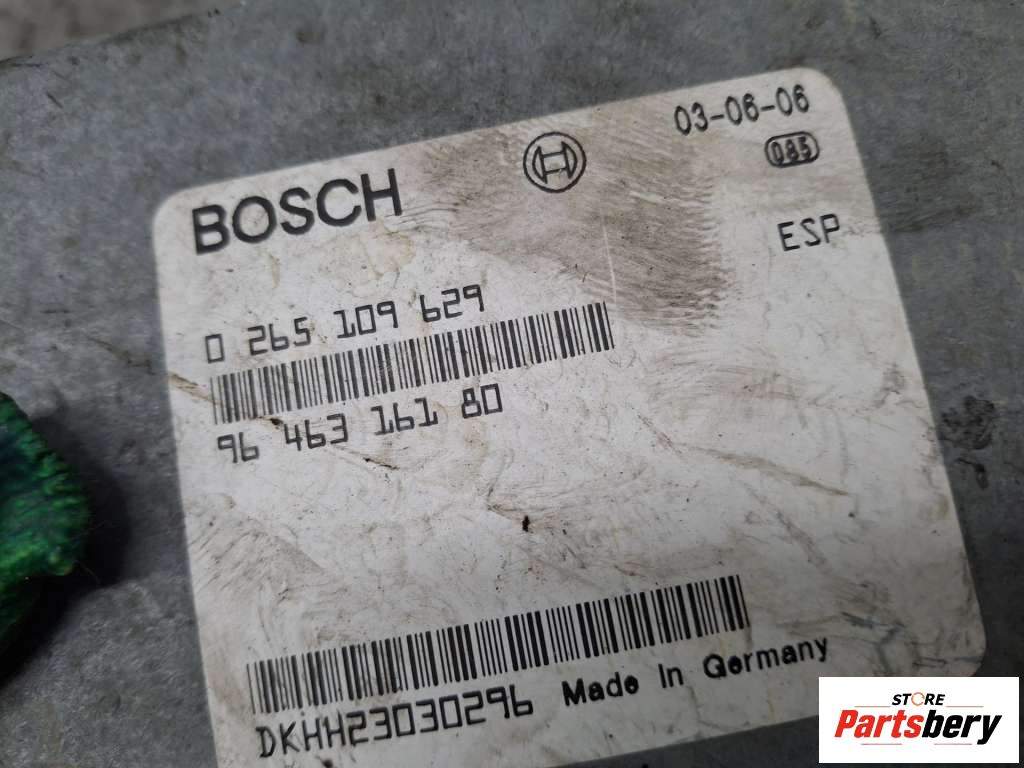 03-06-06
BOSCH
085
ESP
0 265 109 629
96 463 161 80
DKHH23030296 Made In Germany
STORE
Partsbery